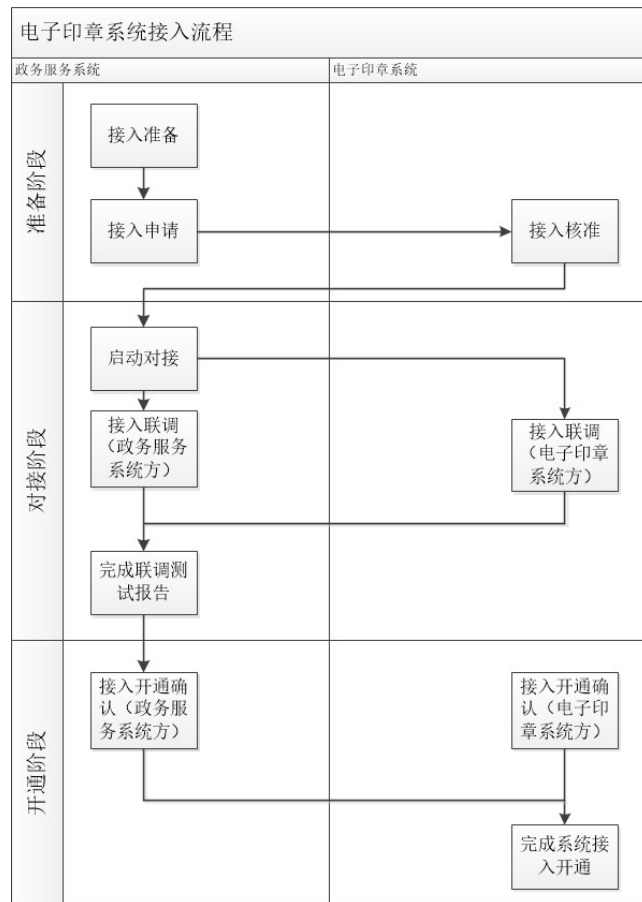 电子印章系统接入流程
政务服务系统
电子印章系统
准备阶段
接入准备
接入申请
接入核准
对接阶段
启动对接
接入联调
（政务服务
系统方）
接入联调
（电子印章
系统方）
完成联调测
试报告
开通阶段
接入开通确
认（政务服
务系统方）
接入开通确
认（电子印
章系统方）
完成系统接
入开通